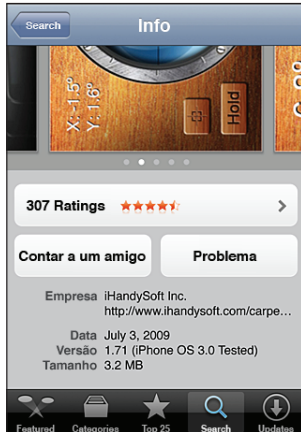 Search
Info
X:-1.5°
Y: 1.6°
Hold
307 Ratings
Contar a um amigo
Problema
Empresa iHandySoft Inc.
http://www.ihandysoft.com/carpe...
Data July 3, 2009
Versão 1.71 (iPhone OS 3.0 Tested)
Tamanho 3.2 MB
Featured Categories Top 25 Search Updates